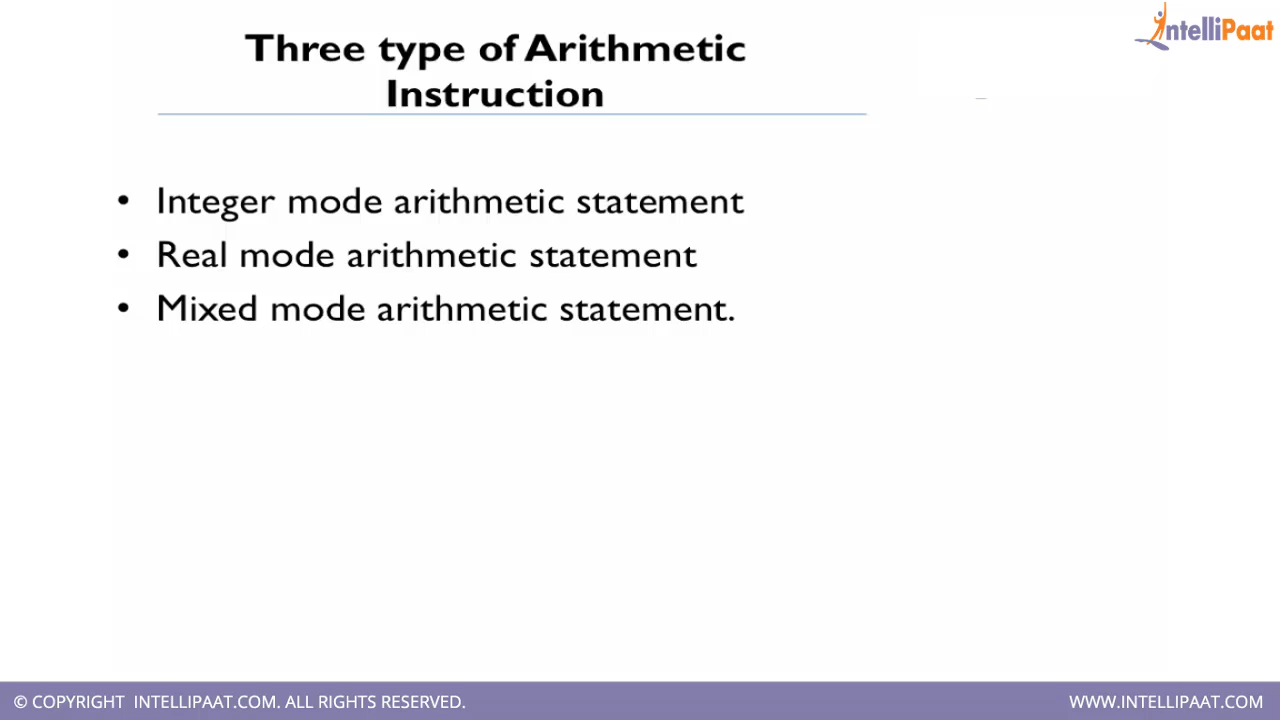 Three type of Arithmetic
Instruction
IntelliPaat
• Integer mode arithmetic statement
• Real mode arithmetic statement
• Mixed mode arithmetic statement.
© COPYRIGHT INTELLIPAAT.COM. ALL RIGHTS RESERVED.
WWW.INTELLIPAAT.COM